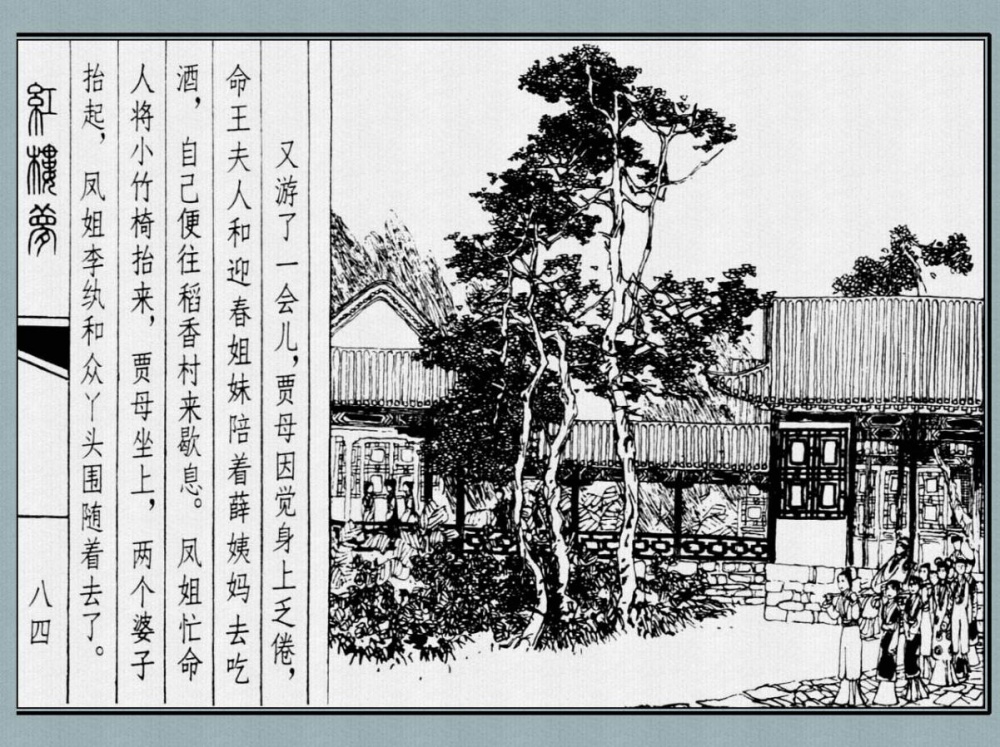 又游了一会儿，贾母因觉身上乏倦，
命王夫人和迎春姐妹陪着薛姨妈去吃
酒，自己便往稻香村来歇息。凤姐忙命
人将小竹椅抬来，贾母坐上，两个婆子
抬起，凤姐李纨和众丫头围随着去了。
紅樓夢
八四